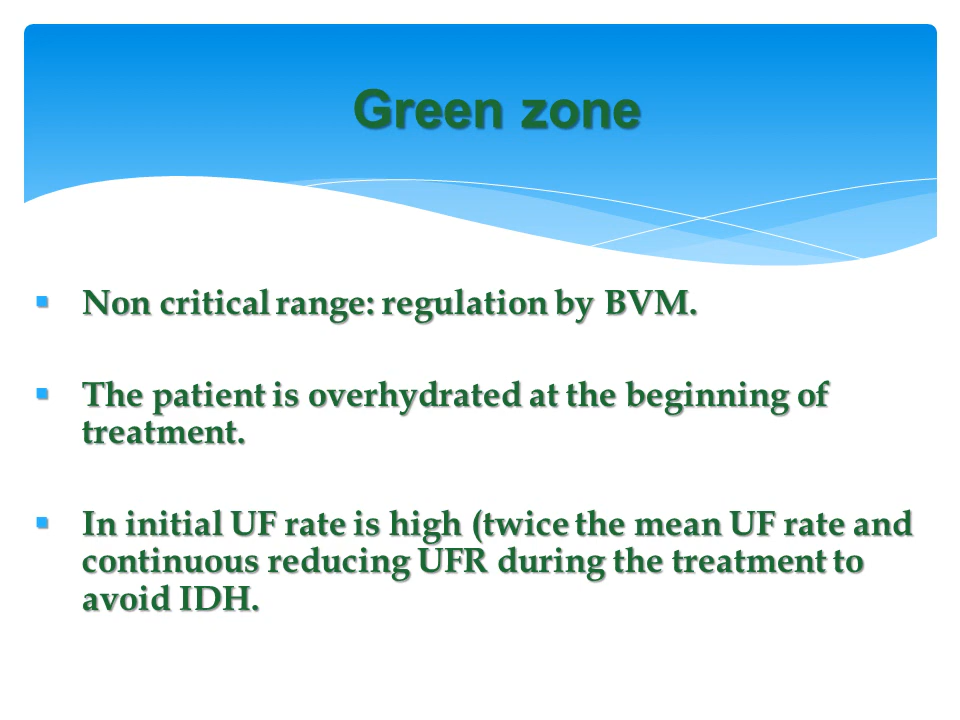 Green zone
Non critical range: regulation by BVM.
The patient is overhydrated at the beginning of
treatment.
In initial UF rate is high (twice the mean UF rate and
continuous reducing UFR during the treatment to
avoid IDH.